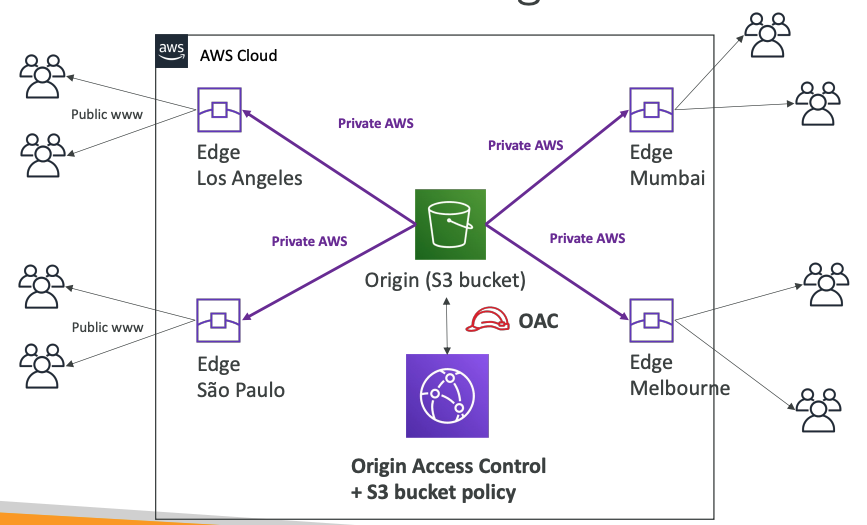 aws
AWS Cloud
Public www
Private AWS
Private AWS
Edge
Los Angeles
Edge
Mumbai
Private AWS
Private AWS
Origin (S3 bucket)
Public www
OAC
Edge
São Paulo
Edge
Melbourne
Origin Access Control
+ S3 bucket policy